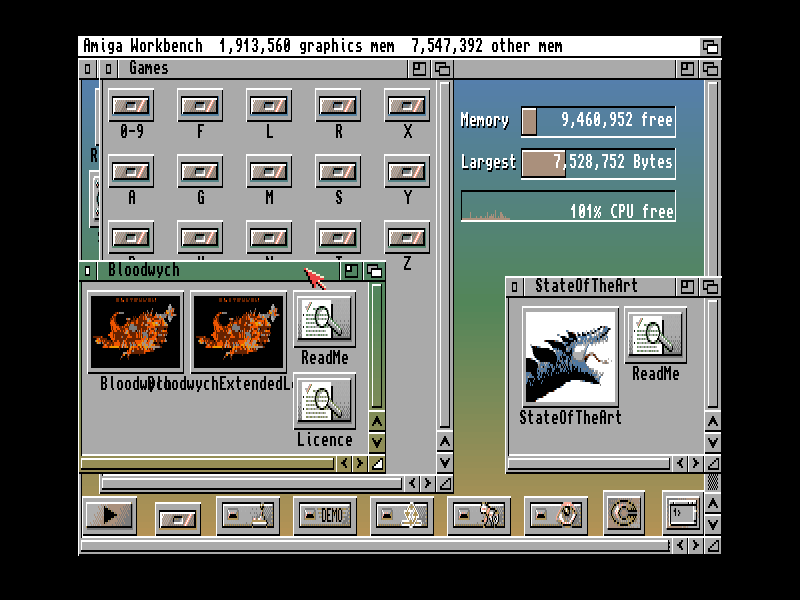 Amiga Workbench 1,913,560 graphics mem 7,547,392 other mem
Games
0-9 F L R X
A G M S Y
Z
Memory 9,460,952 free
Largest 7,528,752 Bytes
101% CPU free
Bloodwych
ReadMe
BloodwychExtendedL
Licence
StateOfTheArt
ReadMe
StateOfTheArt
DEMO
1>